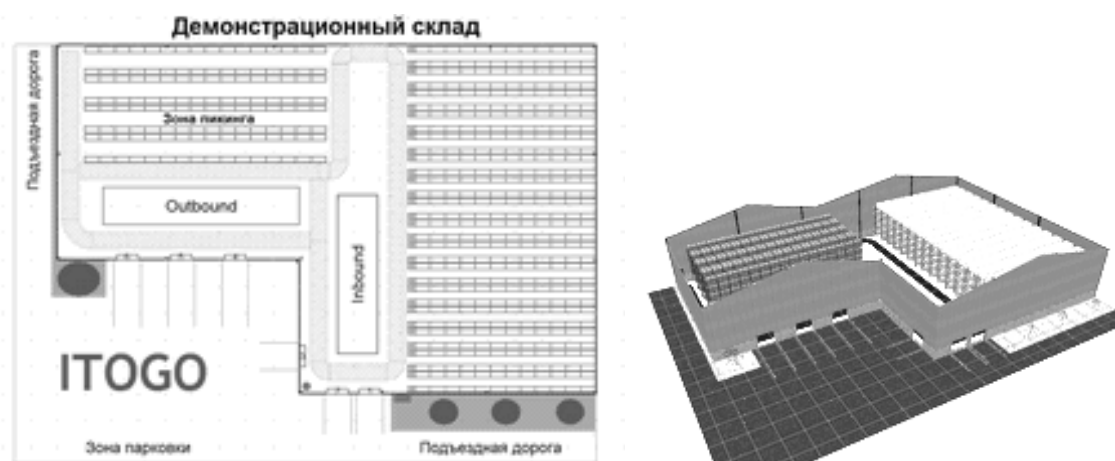 Демонстрационный склад
Подъездная дорога
Зона пикинга
Outbound
Inbound
ITOGO
Зона парковки
Подъездная дорога